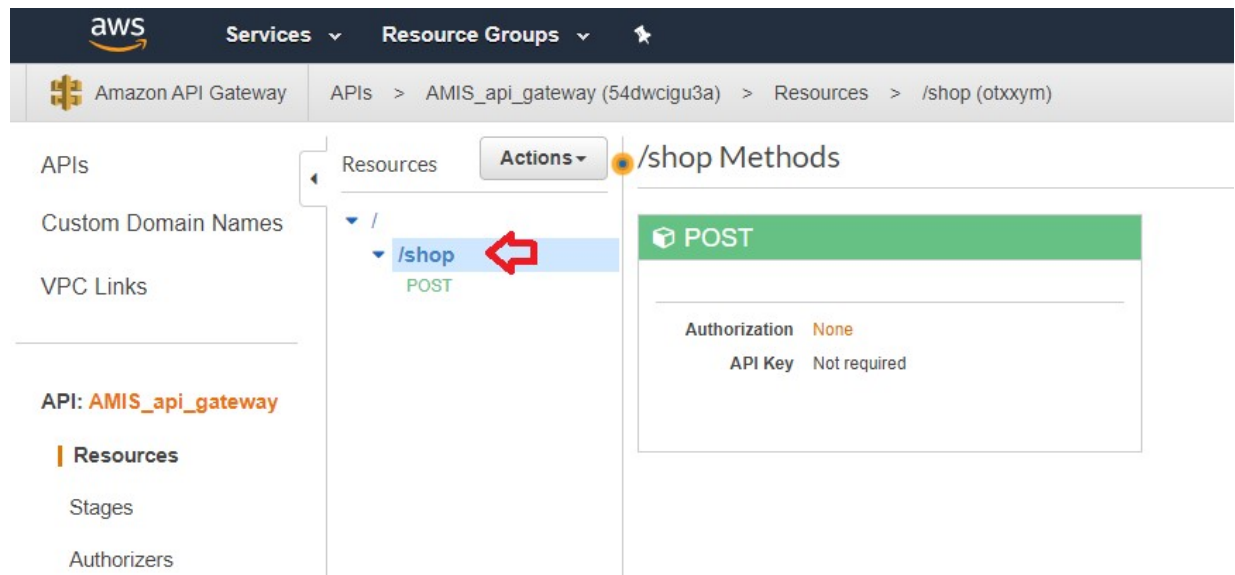 aws Services Resource Groups
Amazon API Gateway APIs > AMIS_api_gateway (54dwcigu3a) > Resources > /shop (otxxym)
APIs
Custom Domain Names
VPC Links
API: AMIS_api_gateway
Resources
Stages
Authorizers
Resources Actions
/
/shop
POST
/shop Methods
POST
Authorization None
API Key Not required